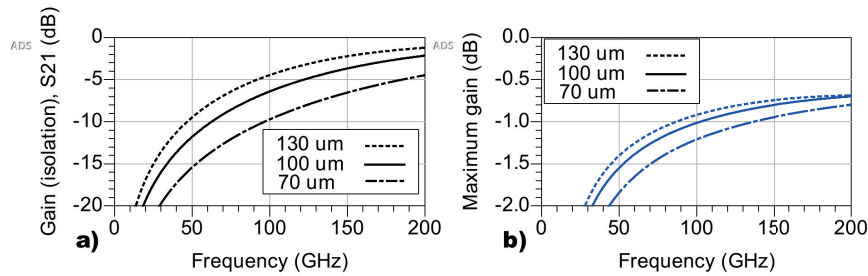 ADS
Gain (isolation), S21 (dB)
0
-5
-10
-15
-20
130 um
100 um
70 um
0
50
100
150
200
a)
Frequency (GHz)
ADS
Maximum gain (dB)
0.0
-0.5
-1.0
-1.5
-2.0
130 um
100 um
70 um
0
50
100
150
200
b)
Frequency (GHz)